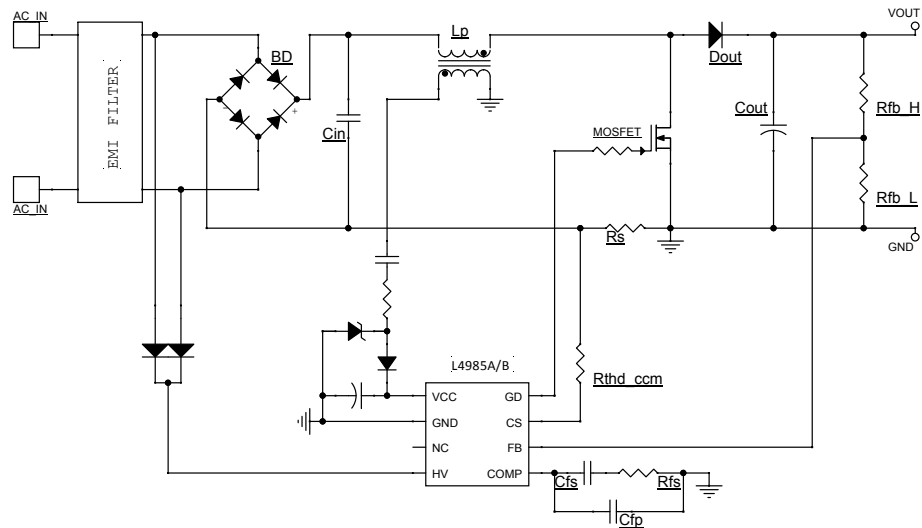 AC_IN
VOUT
Lp
BD
Dout
EMI FILTER
Cout
Rfb_H
Cin
MOSFET
+
-
Rfb_L
AC_IN
Rs
GND
L4985A/B
Rthd_ccm
VCC
GD
GND
CS
NC
FB
HV
COMP
Cfs
Rfs
Cfp